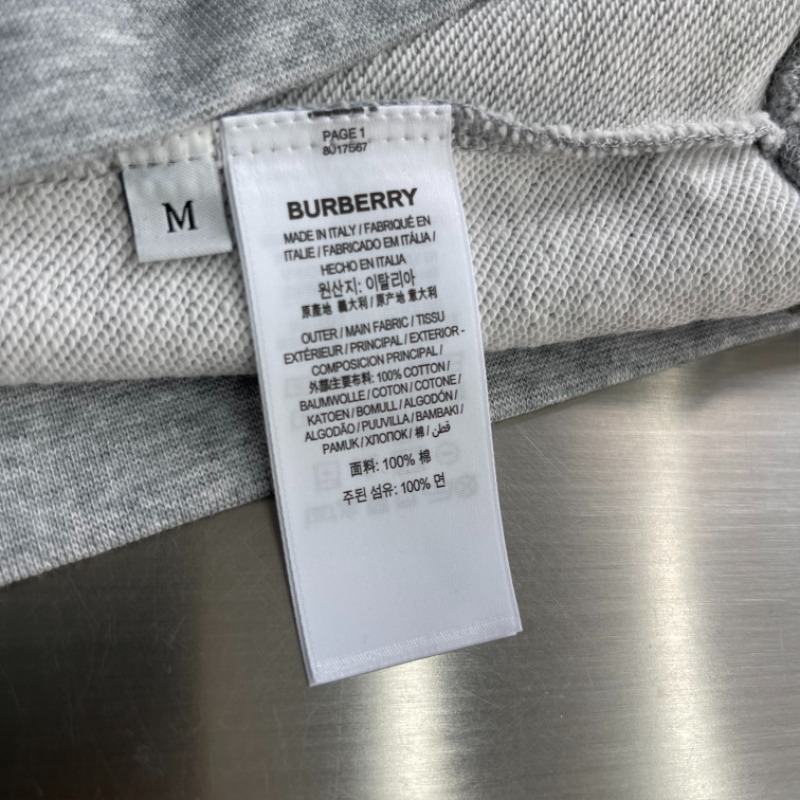 PAGE 1
8017567
M
BURBERRY
MADE IN ITALY / FABRIQUÉ EN
ITALIE / FABRICADO EM ITÁLIA /
HECHO EN ITALIA
원산지: 이탈리아
原產地 義大利 / 原产地 意大利
OUTER / MAIN FABRIC / TISSU
EXTÉRIEUR / PRINCIPAL / EXTERIOR -
COMPOSICION PRINCIPAL /
外部/主要布料: 100% COTTON /
BAUMWOLLE / COTON / COTONE /
KATOEN / BOMULL / ALGODÓN /
ALGODÃO / PUUVILLA / BAMBAKI /
PAMUK / ХЛОПОК / 棉 / قطن
面料: 100% 棉
주된 섬유: 100% 면